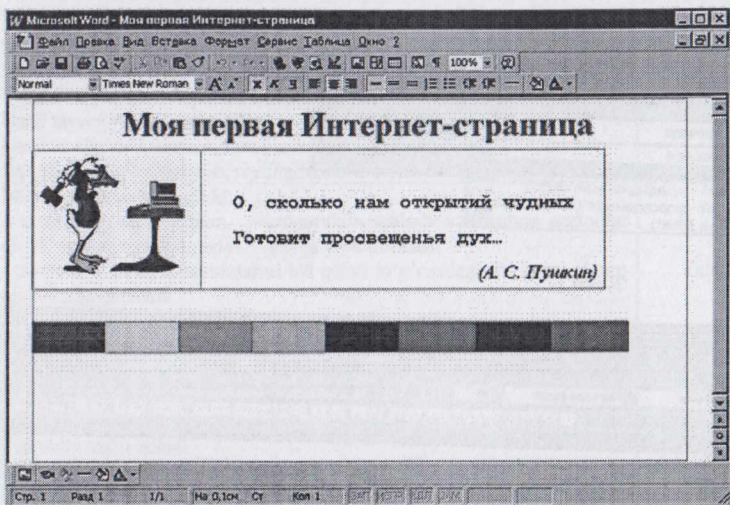 Microsoft Word - Моя первая Интернет-страница
Файл Правка Вид Вставка Формат Сервис Таблица Окно ?
100%
Normal Times New Roman A A Ж К Ч A
Моя первая Интернет-страница
О, сколько нам открытий чудных
Готовит просвещенья дух…
(А. С. Пушкин)
Стр. 1 Разд 1 1/1 На 0,1см Ст Кол 1